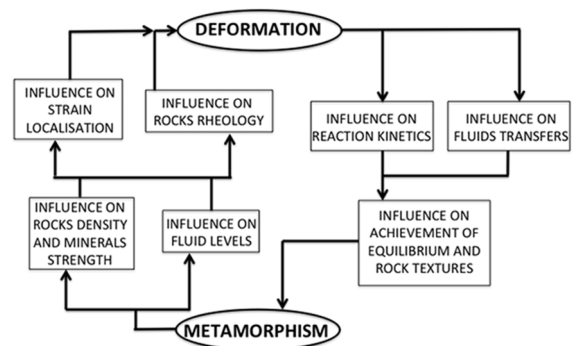 DEFORMATION
INFLUENCE ON
STRAIN
LOCALISATION
INFLUENCE ON
ROCKS RHEOLOGY
INFLUENCE ON
REACTION KINETICS
INFLUENCE ON
FLUIDS TRANSFERS
INFLUENCE ON
ROCKS DENSITY
AND MINERALS
STRENGTH
INFLUENCE ON
FLUID LEVELS
INFLUENCE ON
ACHIEVEMENT OF
EQUILIBRIUM AND
ROCK TEXTURES
METAMORPHISM